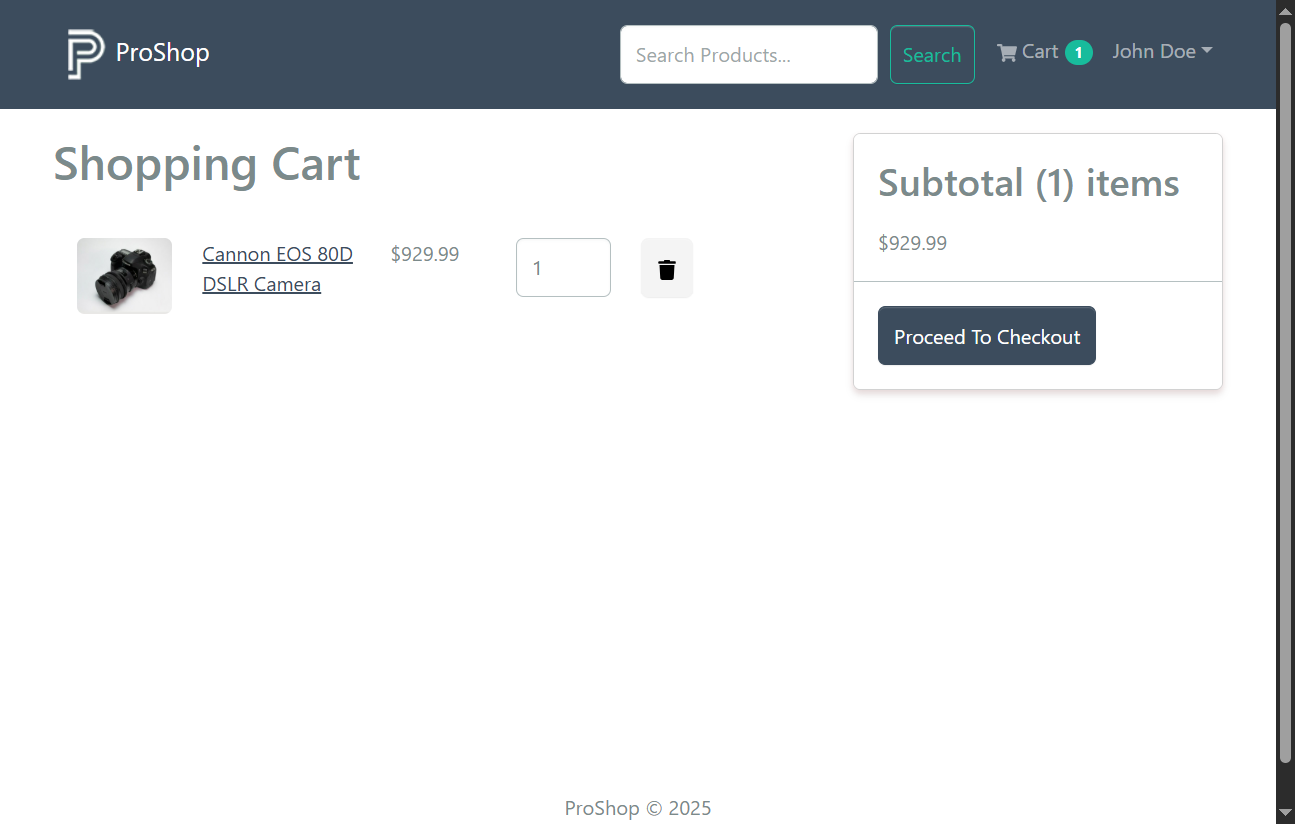 ProShop
Search Products...
Search
Cart 1
John Doe
Shopping Cart
Cannon EOS 80D
DSLR Camera
$929.99
1
Subtotal (1) items
$929.99
Proceed To Checkout
ProShop © 2025